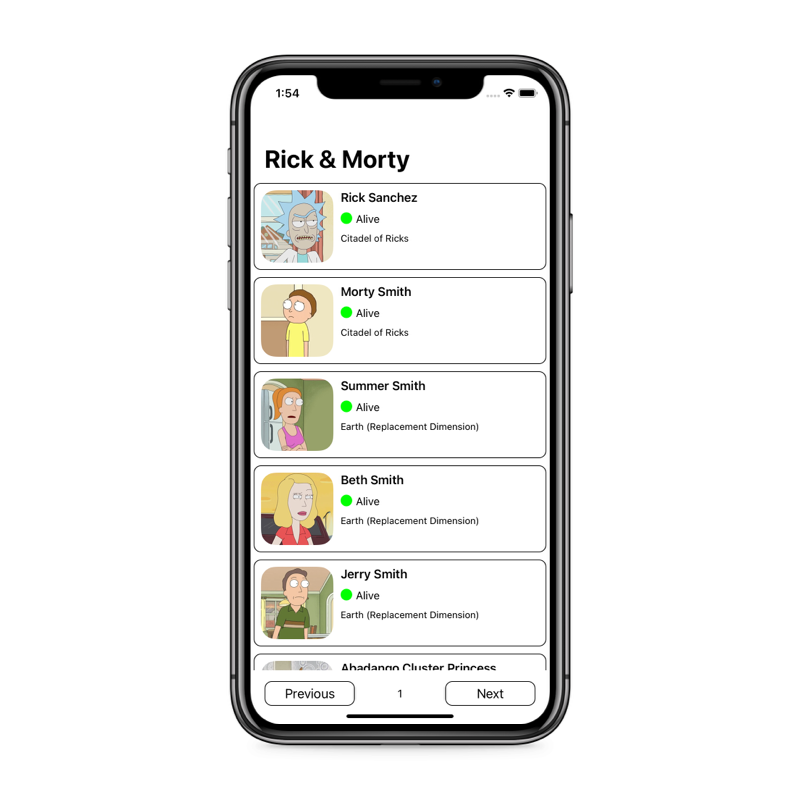 1:54
Rick & Morty
Rick Sanchez
Alive
Citadel of Ricks
Morty Smith
Alive
Citadel of Ricks
Summer Smith
Alive
Earth (Replacement Dimension)
Beth Smith
Alive
Earth (Replacement Dimension)
Jerry Smith
Alive
Earth (Replacement Dimension)
Abadango Cluster Princess
Previous
1
Next